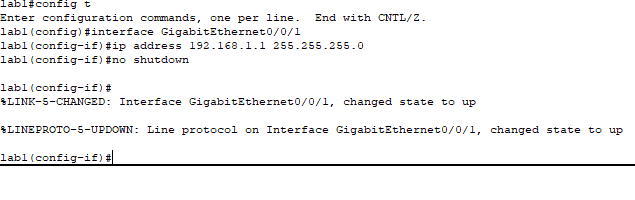 lab1#config t
Enter configuration commands, one per line.  End with CNTL/Z.
lab1(config)#interface GigabitEthernet0/0/1
lab1(config-if)#ip address 192.168.1.1 255.255.255.0
lab1(config-if)#no shutdown
lab1(config-if)#
%LINK-5-CHANGED: Interface GigabitEthernet0/0/1, changed state to up
%LINEPROTO-5-UPDOWN: Line protocol on Interface GigabitEthernet0/0/1, changed state to up
lab1(config-if)#